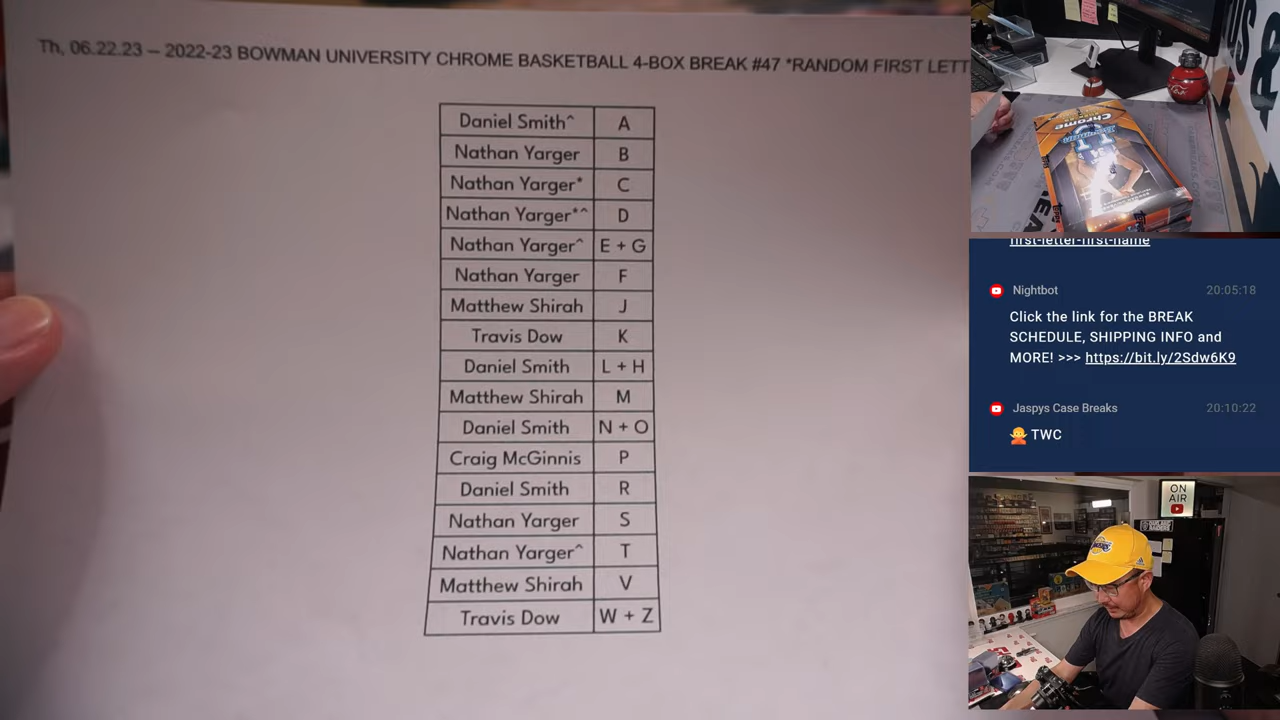 Th, 06.22.23 – 2022-23 BOWMAN UNIVERSITY CHROME BASKETBALL 4-BOX BREAK #47 *RANDOM FIRST LETT
Daniel Smith^ A
Nathan Yarger B
Nathan Yarger* C
Nathan Yarger*^ D
Nathan Yarger^ E + G
Nathan Yarger F
Matthew Shirah J
Travis Dow K
Daniel Smith L + H
Matthew Shirah M
Daniel Smith N + O
Craig McGinnis P
Daniel Smith R
Nathan Yarger S
Nathan Yarger^ T
Matthew Shirah V
Travis Dow W + Z
Chrome
first-letter-first-name
Nightbot 20:05:18
Click the link for the BREAK
SCHEDULE, SHIPPING INFO and
MORE! >>> https://bit.ly/2Sdw6K9
Jaspys Case Breaks 20:10:22
🙅 TWC
ON
AIR